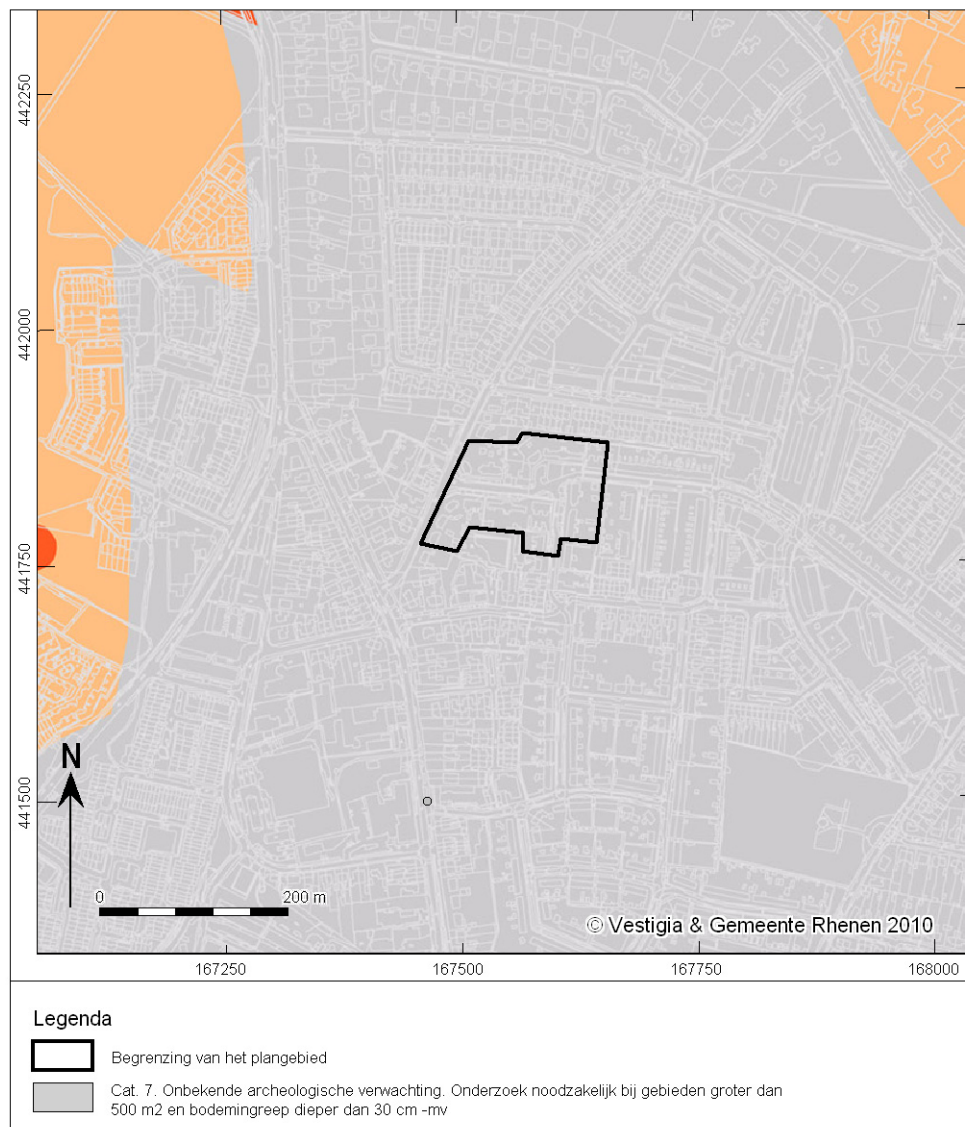 442250
442000
441750
441500
N
0 200 m
© Vestigia & Gemeente Rhenen 2010
167250 167500 167750 168000
Legenda
Begrenzing van het plangebied
Cat. 7. Onbekende archeologische verwachting. Onderzoek noodzakelijk bij gebieden groter dan
500 m2 en bodemingreep dieper dan 30 cm -mv